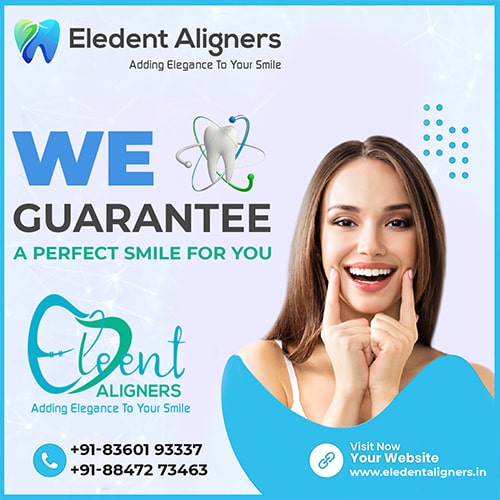 Eledent Aligners
Adding Elegance To Your Smile
WE
GUARANTEE
A PERFECT SMILE FOR YOU
Eledent
ALIGNERS
Adding Elegance To Your Smile
+91-83601 93337
+91-88472 73463
Visit Now
Your Website
www.eledentaligners.in